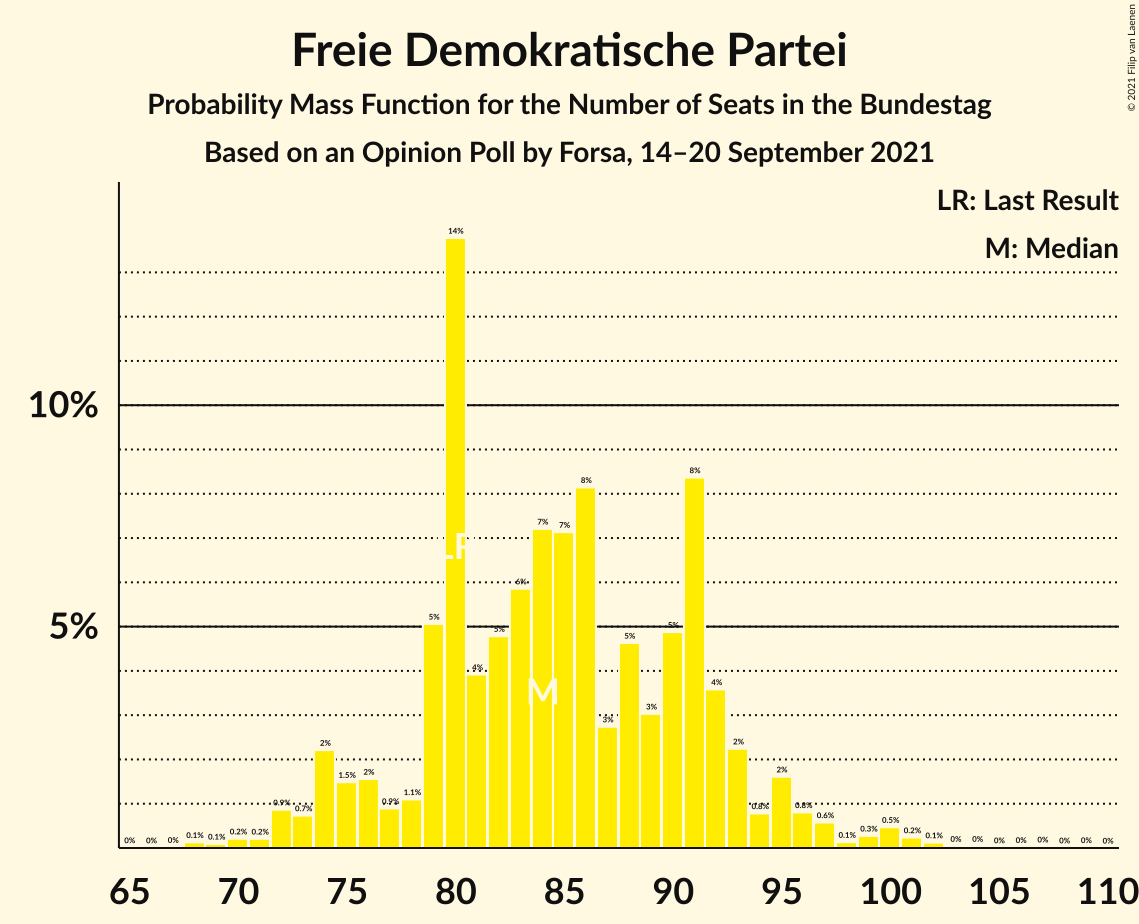 © 2021 Filip van Laenen
Freie Demokratische Partei
Probability Mass Function for the Number of Seats in the Bundestag
Based on an Opinion Poll by Forsa, 14–20 September 2021
LR: Last Result
M: Median
10%
5%
0% 0% 0% 0.1% 0.1% 0.2% 0.2% 0.9% 0.7% 2% 1.5% 2% 0.9% 1.1% 5% 14% 4% 5% 6% 7% 7% 8% 3% 5% 3% 5% 8% 4% 2% 0.8% 2% 0.8% 0.6% 0.1% 0.3% 0.5% 0.2% 0.1% 0% 0% 0% 0% 0% 0% 0% 0%
LR
M
65 70 75 80 85 90 95 100 105 110